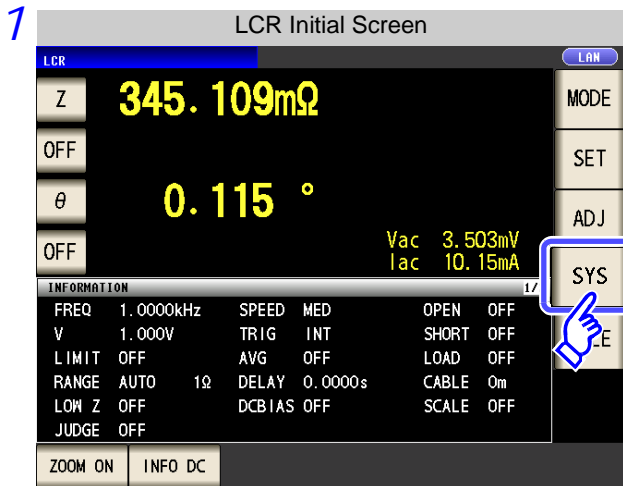 1
LCR Initial Screen
LCR
LAN
Z
345.109mΩ
MODE
OFF
SET
θ
0.115 °
ADJ
OFF
Vac 3.503mV
Iac 10.15mA
SYS
INFORMATION 1/
FREQ 1.0000kHz SPEED MED OPEN OFF
V 1.000V TRIG INT SHORT OFF
LIMIT OFF AVG OFF LOAD OFF
RANGE AUTO 1Ω DELAY 0.0000s CABLE 0m
LOW Z OFF DCBIAS OFF SCALE OFF
JUDGE OFF
ZOOM ON INFO DC